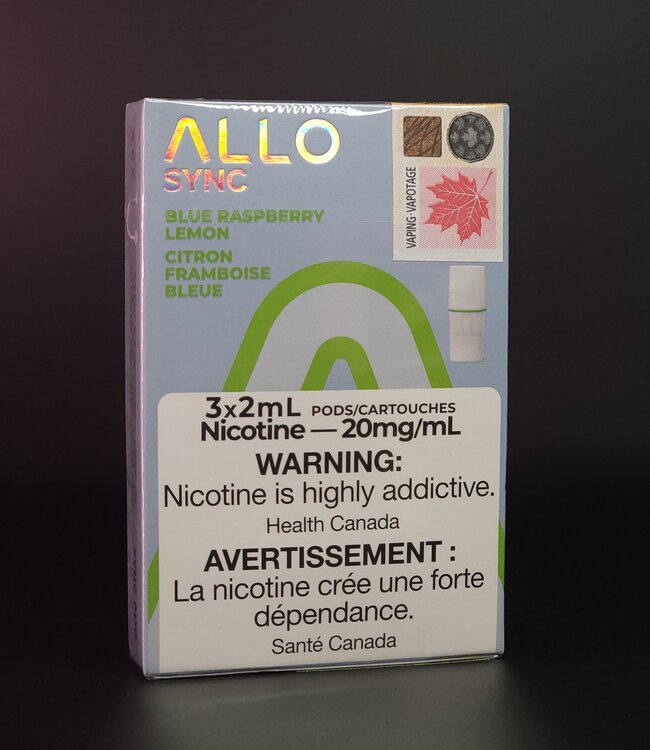 ALLO
SYNC
BLUE RASPBERRY
LEMON
CITRON
FRAMBOISE
BLEUE
VAPING·VAPOTAGE
3x2mL PODS/CARTOUCHES
Nicotine — 20mg/mL
WARNING:
Nicotine is highly addictive.
Health Canada
AVERTISSEMENT :
La nicotine crée une forte
dépendance.
Santé Canada